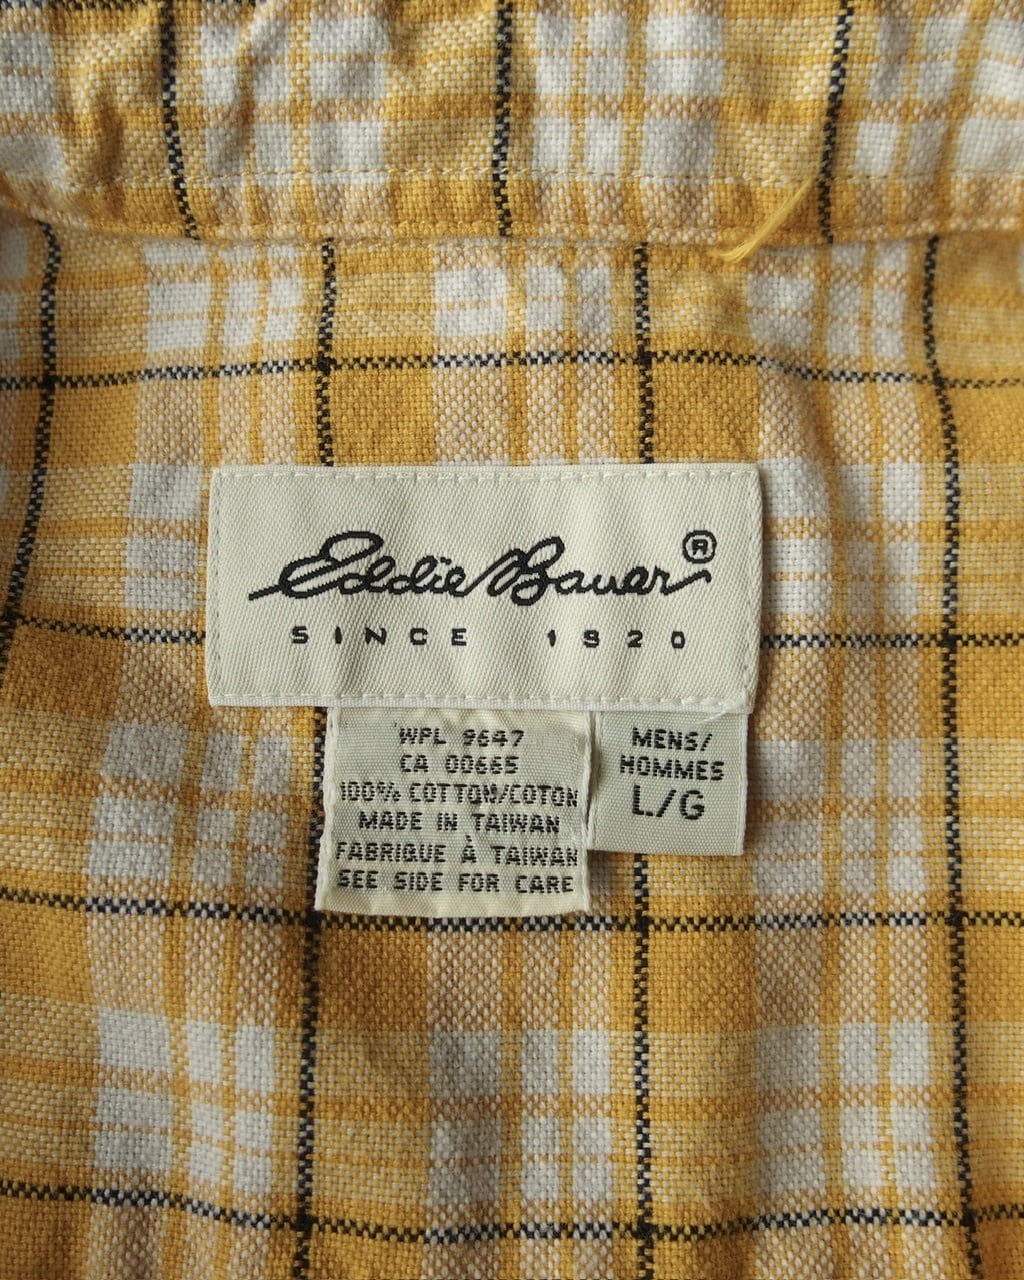 Eddie Bauer®
SINCE 1920
WPL 9647
CA 00665
100% COTTON/COTON
MADE IN TAIWAN
FABRIQUE À TAIWAN
SEE SIDE FOR CARE
MENS/
HOMMES
L/G